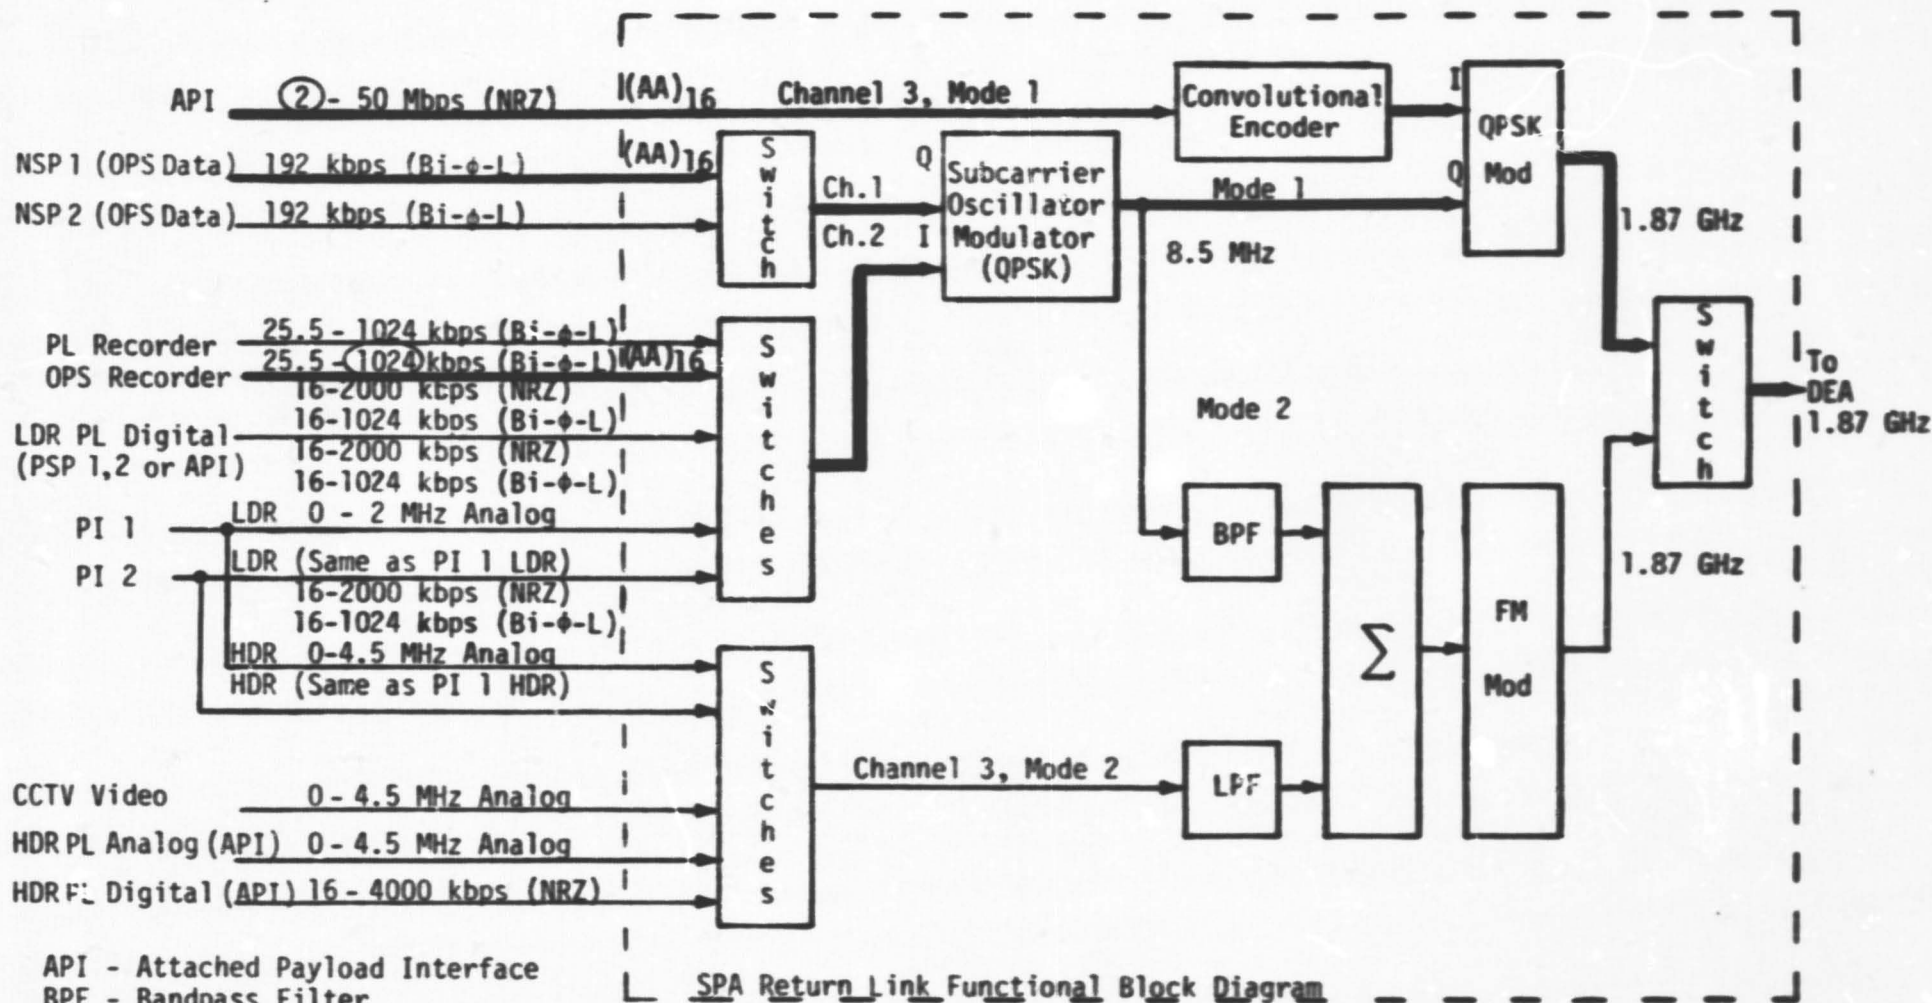 API ② - 50 Mbps (NRZ) (AA)16 Channel 3, Mode 1
Convolutional
Encoder
I
QPSK
Mod
Q
NSP 1 (OPS Data) 192 kbps (Bi-ϕ-L) (AA)16
NSP 2 (OPS Data) 192 kbps (Bi-ϕ-L)
Switch
Ch.1
Ch.2
Q
I
Subcarrier
Oscillator
Modulator
(QPSK)
Mode 1
8.5 MHz
1.87 GHz
PL Recorder 25.5 - 1024 kbps (Bi-ϕ-L)
OPS Recorder 25.5 - 1024 kbps (Bi-ϕ-L) (AA)16
16-2000 kbps (NRZ)
LDR PL Digital 16-1024 kbps (Bi-ϕ-L)
(PSP 1,2 or API) 16-2000 kbps (NRZ)
16-1024 kbps (Bi-ϕ-L)
PI 1 LDR 0 - 2 MHz Analog
PI 2 LDR (Same as PI 1 LDR)
16-2000 kbps (NRZ)
16-1024 kbps (Bi-ϕ-L)
HDR 0-4.5 MHz Analog
HDR (Same as PI 1 HDR)
Switches
Mode 2
BPF
Σ
FM
Mod
1.87 GHz
Switch
To
DEA
1.87 GHz
CCTV Video 0 - 4.5 MHz Analog
HDR PL Analog (API) 0 - 4.5 MHz Analog
HDR PL Digital (API) 16 - 4000 kbps (NRZ)
Switches
Channel 3, Mode 2
LPF
API - Attached Payload Interface
BPF - Bandpass Filter
SPA Return Link Functional Block Diagram